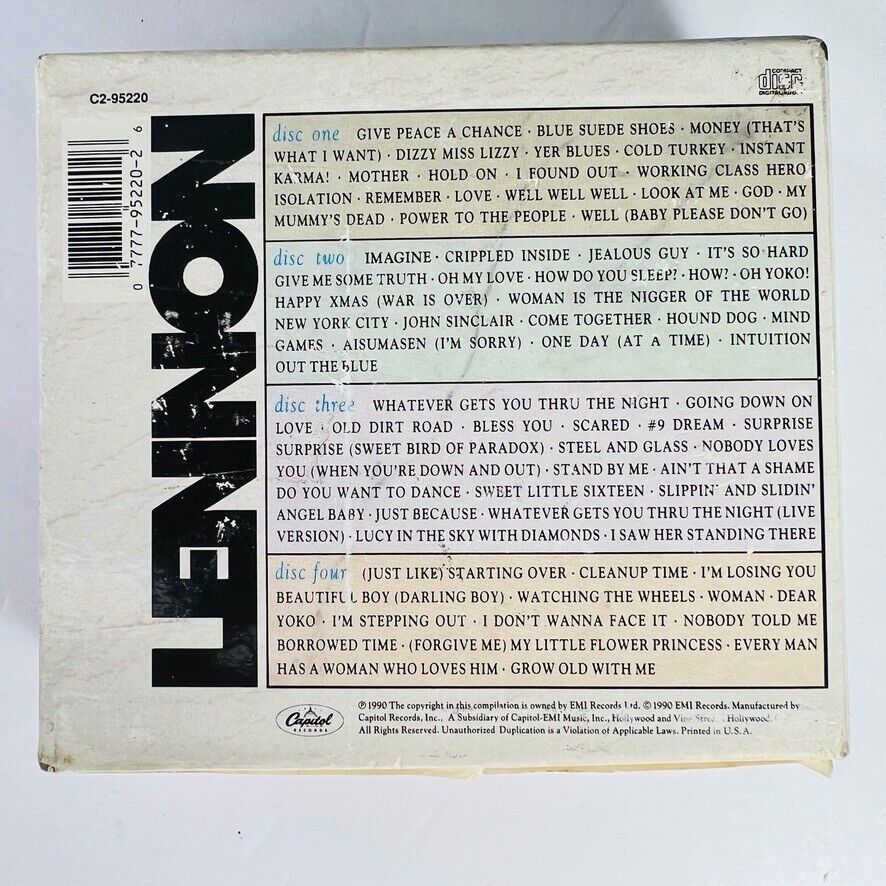 C2-95220
COMPACT
disc
DIGITAL AUDIO
0 77777-95220-2 6
LENNON
disc one GIVE PEACE A CHANCE · BLUE SUEDE SHOES · MONEY (THAT'S
WHAT I WANT) · DIZZY MISS LIZZY · YER BLUES · COLD TURKEY · INSTANT
KARMA! · MOTHER · HOLD ON · I FOUND OUT · WORKING CLASS HERO
ISOLATION · REMEMBER · LOVE · WELL WELL WELL · LOOK AT ME · GOD · MY
MUMMY'S DEAD · POWER TO THE PEOPLE · WELL (BABY PLEASE DON'T GO)
disc two IMAGINE · CRIPPLED INSIDE · JEALOUS GUY · IT'S SO HARD
GIVE ME SOME TRUTH · OH MY LOVE · HOW DO YOU SLEEP? · HOW? · OH YOKO!
HAPPY XMAS (WAR IS OVER) · WOMAN IS THE NIGGER OF THE WORLD
NEW YORK CITY · JOHN SINCLAIR · COME TOGETHER · HOUND DOG · MIND
GAMES · AISUMASEN (I'M SORRY) · ONE DAY (AT A TIME) · INTUITION
OUT THE BLUE
disc three WHATEVER GETS YOU THRU THE NIGHT · GOING DOWN ON
LOVE · OLD DIRT ROAD · BLESS YOU · SCARED · #9 DREAM · SURPRISE
SURPRISE (SWEET BIRD OF PARADOX) · STEEL AND GLASS · NOBODY LOVES
YOU (WHEN YOU'RE DOWN AND OUT) · STAND BY ME · AIN'T THAT A SHAME
DO YOU WANT TO DANCE · SWEET LITTLE SIXTEEN · SLIPPIN' AND SLIDIN'
ANGEL BABY · JUST BECAUSE · WHATEVER GETS YOU THRU THE NIGHT (LIVE
VERSION) · LUCY IN THE SKY WITH DIAMONDS · I SAW HER STANDING THERE
disc four (JUST LIKE) STARTING OVER · CLEANUP TIME · I'M LOSING YOU
BEAUTIFUL BOY (DARLING BOY) · WATCHING THE WHEELS · WOMAN · DEAR
YOKO · I'M STEPPING OUT · I DON'T WANNA FACE IT · NOBODY TOLD ME
BORROWED TIME · (FORGIVE ME) MY LITTLE FLOWER PRINCESS · EVERY MAN
HAS A WOMAN WHO LOVES HIM · GROW OLD WITH ME
Capitol
RECORDS
℗ 1990 The copyright in this compilation is owned by EMI Records Ltd. © 1990 EMI Records. Manufactured by
Capitol Records, Inc., A Subsidiary of Capitol-EMI Music, Inc., Hollywood and Vine Street, Hollywood,
All Rights Reserved. Unauthorized Duplication is a Violation of Applicable Laws. Printed in U.S.A.